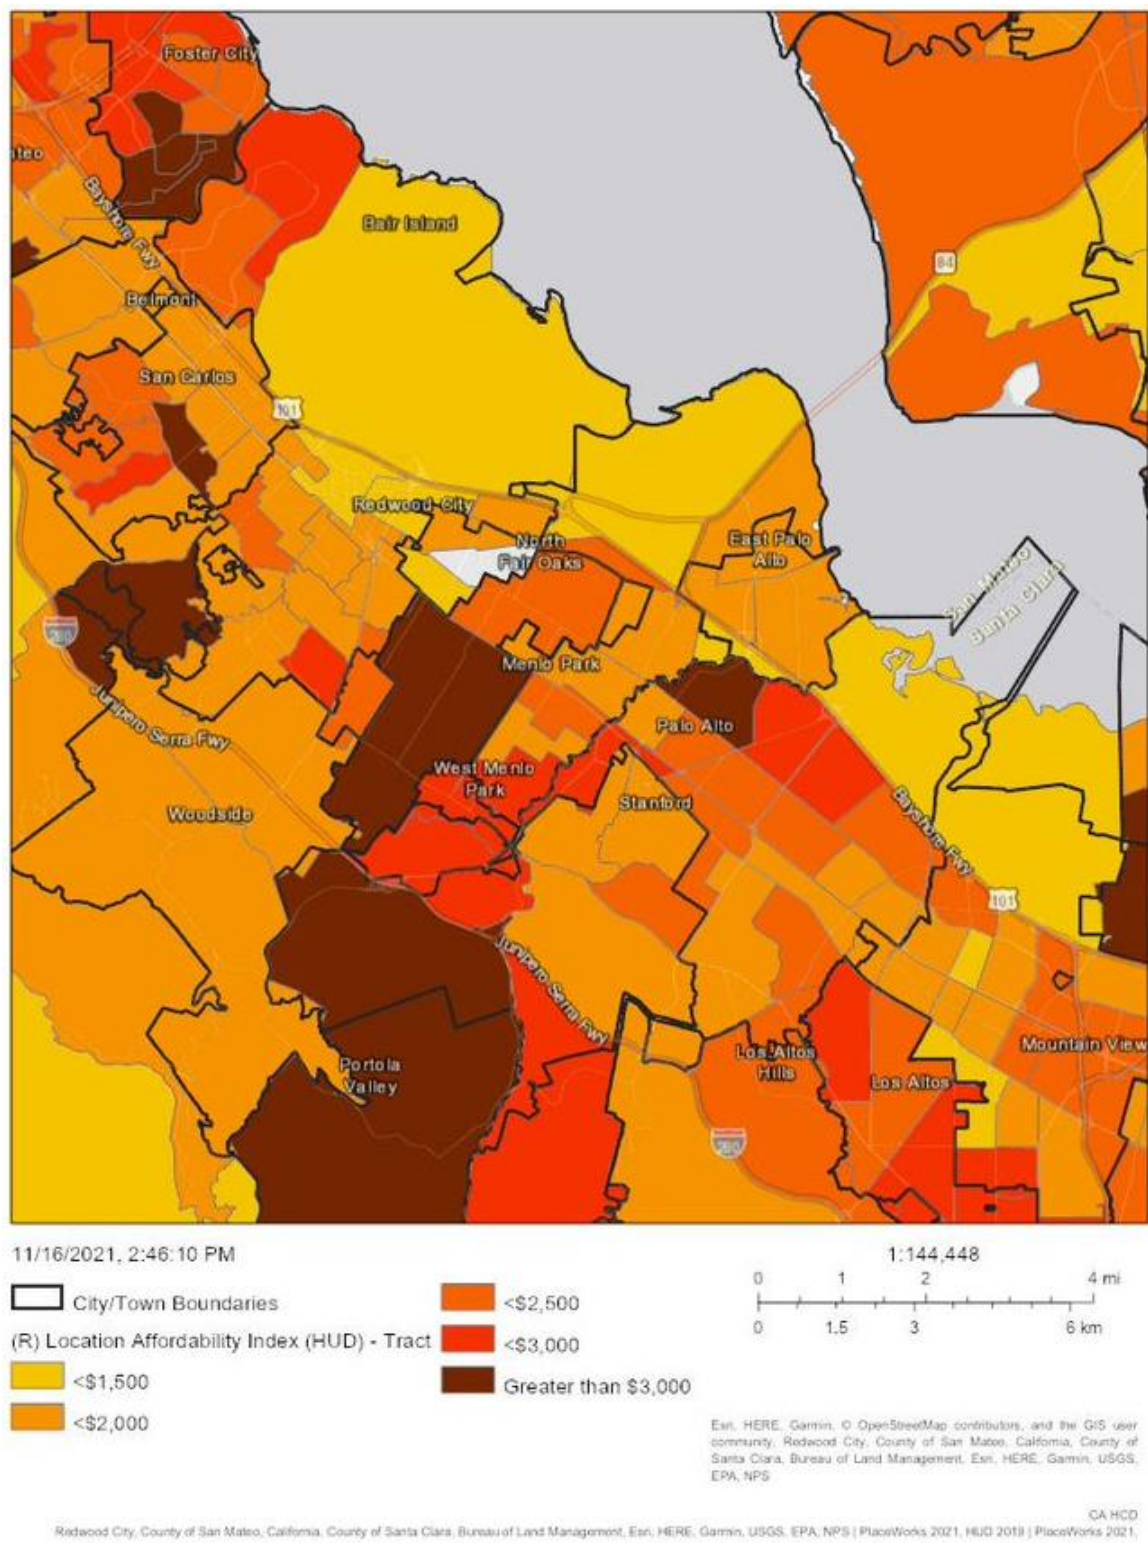 Foster City
ateo
Bayshore Fwy
Bair Island
84
Belmont
San Carlos
101
Redwood City
North
Fair Oaks
East Palo
Alto
San Mateo
Santa Clara
280
Menlo Park
Junipero Serra Fwy
Palo Alto
West Menlo
Park
Stanford
Woodside
Bayshore Fwy
101
Junipero Serra Fwy
Portola
Valley
Los Altos
Hills
Mountain View
Los Altos
280
11/16/2021, 2:46:10 PM
1:144,448
0 1 2 4 mi
0 1.5 3 6 km
City/Town Boundaries
(R) Location Affordability Index (HUD) - Tract
<$1,500
<$2,000
<$2,500
<$3,000
Greater than $3,000
Esri, HERE, Garmin, © OpenStreetMap contributors, and the GIS user
community, Redwood City, County of San Mateo, California, County of
Santa Clara, Bureau of Land Management, Esri, HERE, Garmin, USGS,
EPA, NPS
CA HCD
Redwood City, County of San Mateo, California, County of Santa Clara, Bureau of Land Management, Esri, HERE, Garmin, USGS, EPA, NPS | PlaceWorks 2021, HUD 2019 | PlaceWorks 2021,